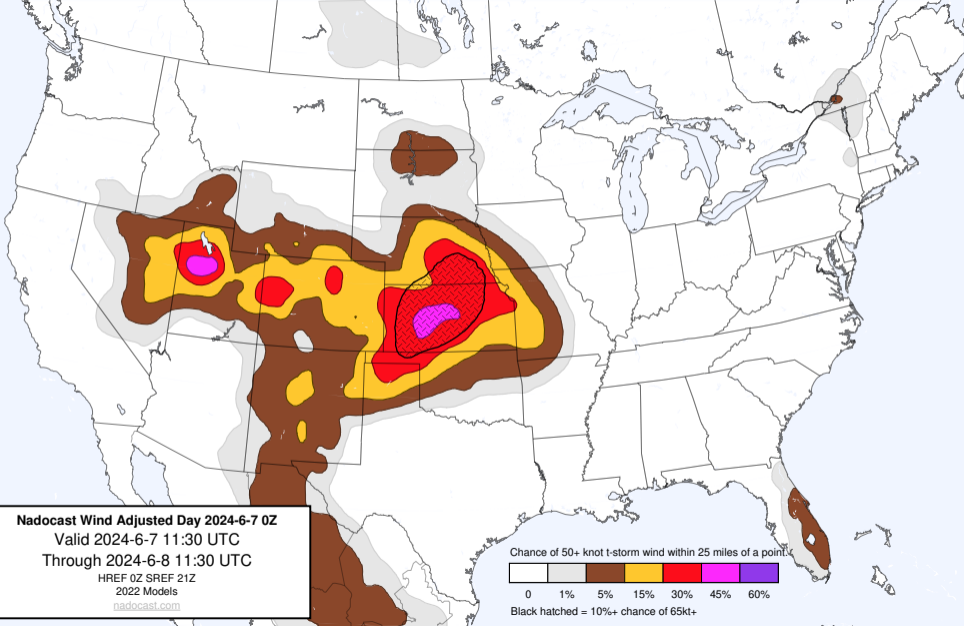 Nadocast Wind Adjusted Day 2024-6-7 0Z
Valid 2024-6-7 11:30 UTC
Through 2024-6-8 11:30 UTC
HREF 0Z SREF 21Z
2022 Models
nadocast.com
Chance of 50+ knot t-storm wind within 25 miles of a point.
0 1% 5% 15% 30% 45% 60%
Black hatched = 10%+ chance of 65kt+